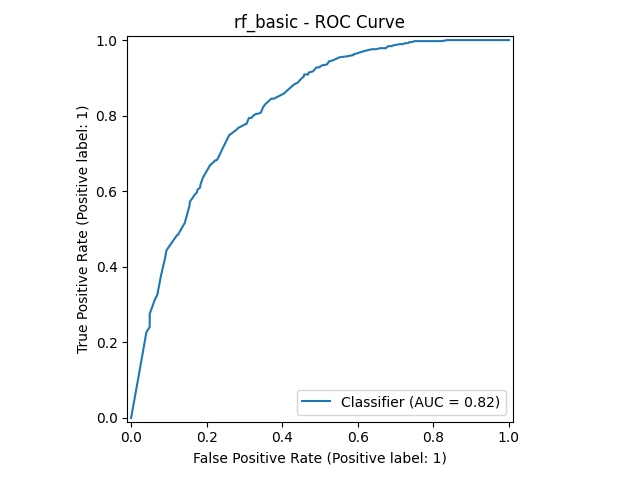 rf_basic - ROC Curve
1.0
0.8
0.6
0.4
0.2
0.0
True Positive Rate (Positive label: 1)
Classifier (AUC = 0.82)
0.0 0.2 0.4 0.6 0.8 1.0
False Positive Rate (Positive label: 1)